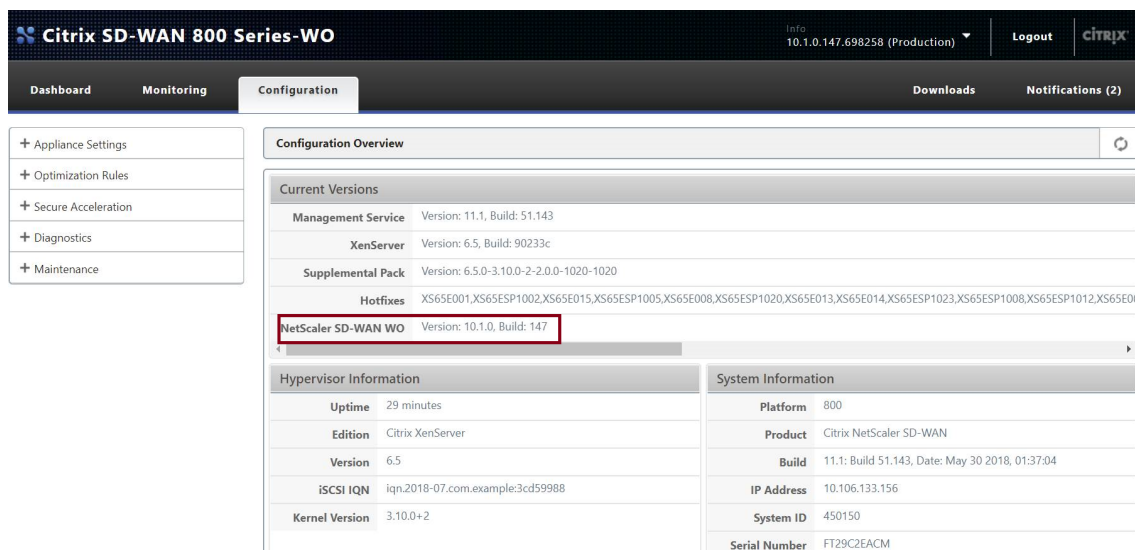 Citrix SD-WAN 800 Series-WO
Info
10.1.0.147.698258 (Production)
Logout
CITRIX
Dashboard Monitoring Configuration Downloads Notifications (2)
+ Appliance Settings
+ Optimization Rules
+ Secure Acceleration
+ Diagnostics
+ Maintenance
Configuration Overview
Current Versions
Management Service Version: 11.1, Build: 51.143
XenServer Version: 6.5, Build: 90233c
Supplemental Pack Version: 6.5.0-3.10.0-2-2.0.0-1020-1020
Hotfixes XS65E001,XS65ESP1002,XS65E015,XS65ESP1005,XS65E008,XS65ESP1020,XS65E013,XS65E014,XS65ESP1023,XS65ESP1008,XS65ESP1012,XS65E0
NetScaler SD-WAN WO Version: 10.1.0, Build: 147
Hypervisor Information
Uptime 29 minutes
Edition Citrix XenServer
Version 6.5
iSCSI IQN iqn.2018-07.com.example:3cd59988
Kernel Version 3.10.0+2
System Information
Platform 800
Product Citrix NetScaler SD-WAN
Build 11.1: Build 51.143, Date: May 30 2018, 01:37:04
IP Address 10.106.133.156
System ID 450150
Serial Number FT29C2EACM